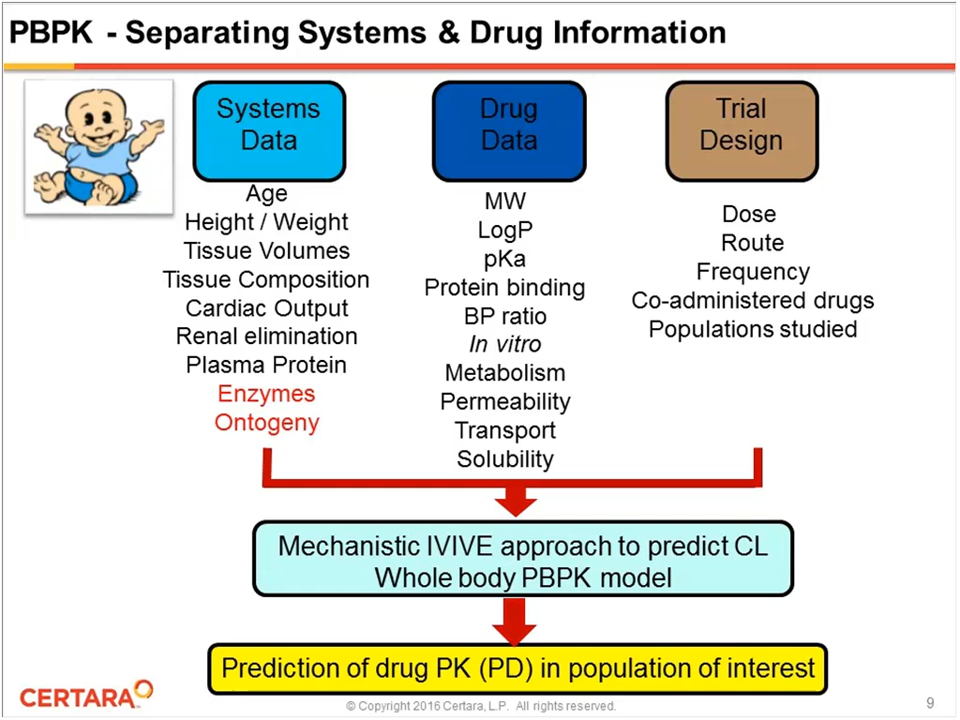 PBPK - Separating Systems & Drug Information
Systems
Data
Age
Height / Weight
Tissue Volumes
Tissue Composition
Cardiac Output
Renal elimination
Plasma Protein
Enzymes
Ontogeny
Drug
Data
MW
LogP
pKa
Protein binding
BP ratio
In vitro
Metabolism
Permeability
Transport
Solubility
Trial
Design
Dose
Route
Frequency
Co-administered drugs
Populations studied
Mechanistic IVIVE approach to predict CL
Whole body PBPK model
Prediction of drug PK (PD) in population of interest
CERTARA
© Copyright 2016 Certara, L.P. All rights reserved.
9